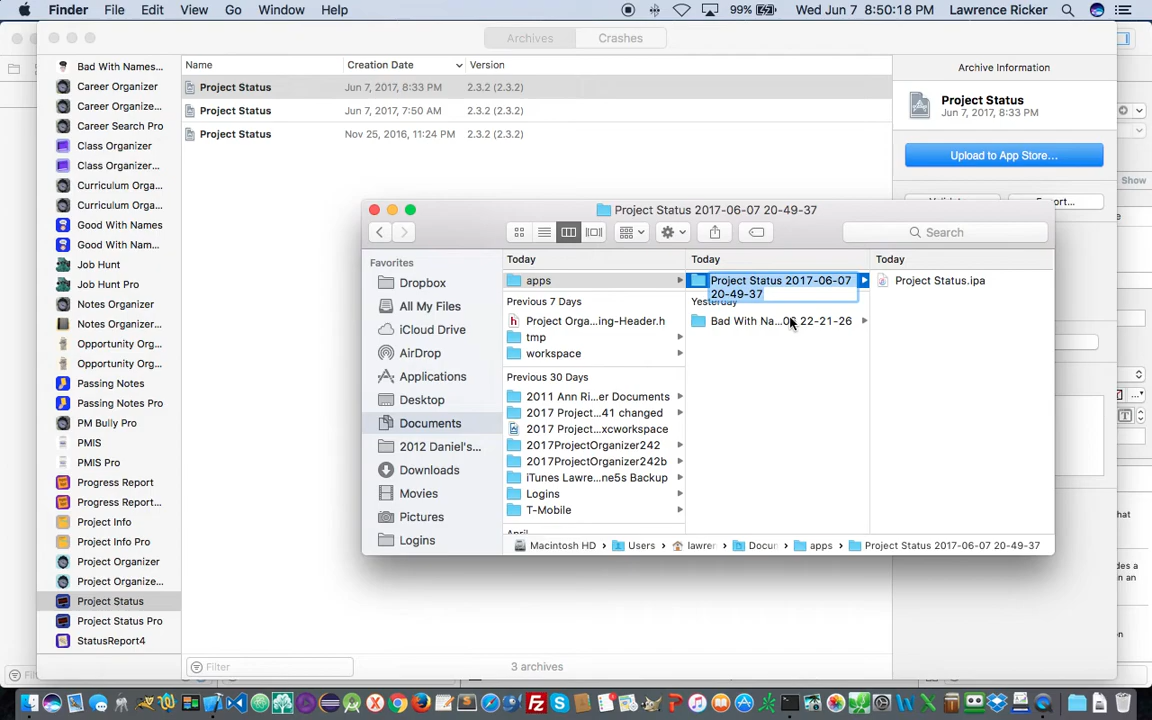 Finder File Edit View Go Window Help 99% Wed Jun 7 8:50:18 PM Lawrence Ricker
Archives Crashes
Name Creation Date Version
Project Status Jun 7, 2017, 8:33 PM 2.3.2 (2.3.2)
Project Status Jun 7, 2017, 7:50 AM 2.3.2 (2.3.2)
Project Status Nov 25, 2016, 11:24 PM 2.3.2 (2.3.2)
Bad With Names...
Career Organizer
Career Organize...
Career Search Pro
Class Organizer
Class Organizer...
Curriculum Orga...
Curriculum Orga...
Good With Names
Good With Nam...
Job Hunt
Job Hunt Pro
Notes Organizer
Notes Organizer...
Opportunity Org...
Opportunity Org...
Passing Notes
Passing Notes Pro
PM Bully Pro
PMIS
PMIS Pro
Progress Report
Progress Report...
Project Info
Project Info Pro
Project Organizer
Project Organize...
Project Status
Project Status Pro
StatusReport4
Filter
3 archives
Archive Information
Project Status
Jun 7, 2017, 8:33 PM
Upload to App Store...
Show
Project Status 2017-06-07 20-49-37
Search
Favorites
Dropbox
All My Files
iCloud Drive
AirDrop
Applications
Desktop
Documents
2012 Daniel's...
Downloads
Movies
Pictures
Logins
Today
apps
Previous 7 Days
Project Orga...ing-Header.h
tmp
workspace
Previous 30 Days
2011 Ann Ri...er Documents
2017 Project...41 changed
2017 Project...xcworkspace
2017ProjectOrganizer242
2017ProjectOrganizer242b
iTunes Lawre...ne5s Backup
Logins
T-Mobile
April
Today
Project Status 2017-06-07
20-49-37
Yesterday
Bad With Na...06 22-21-26
Today
Project Status.ipa
Macintosh HD Users lawren Docun apps Project Status 2017-06-07 20-49-37